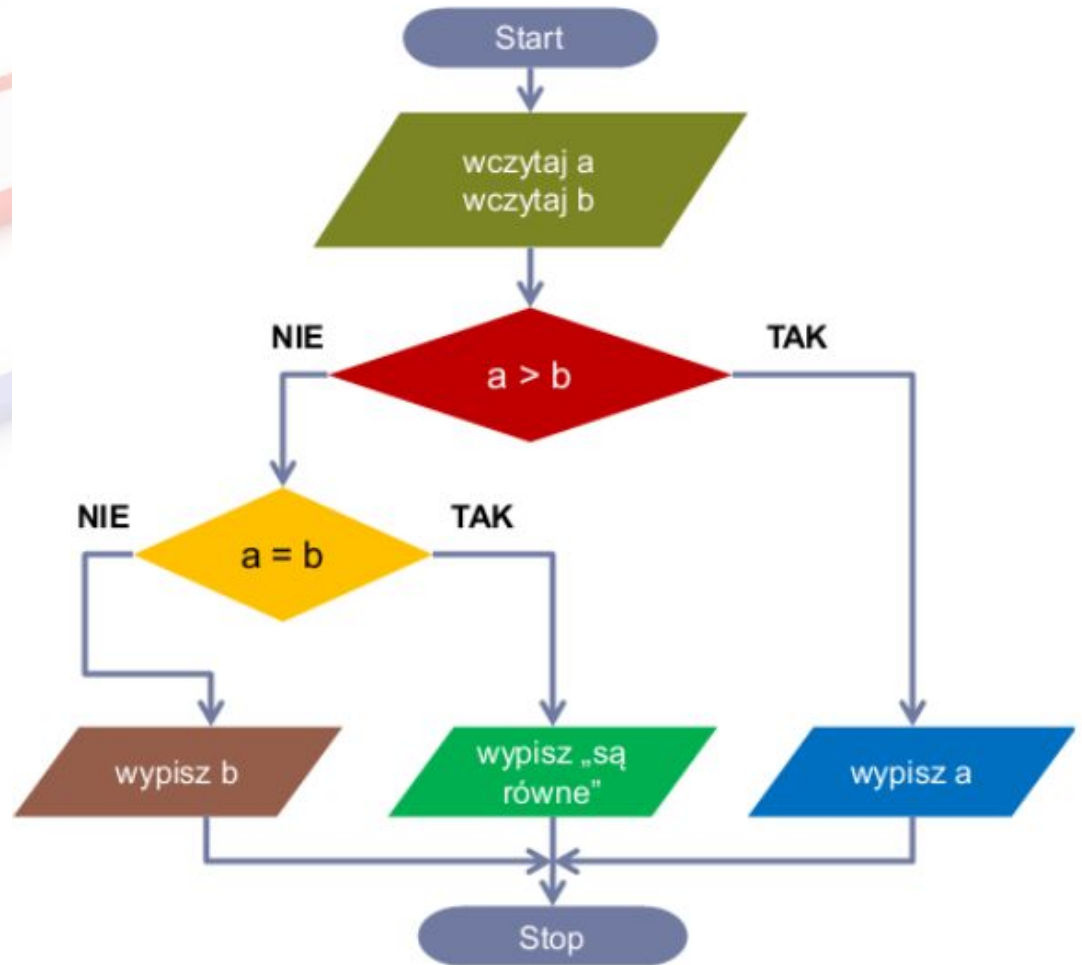 Start
wczytaj a
wczytaj b
NIE
TAK
a > b
NIE
TAK
a = b
wypisz b
wypisz „są
równe”
wypisz a
Stop